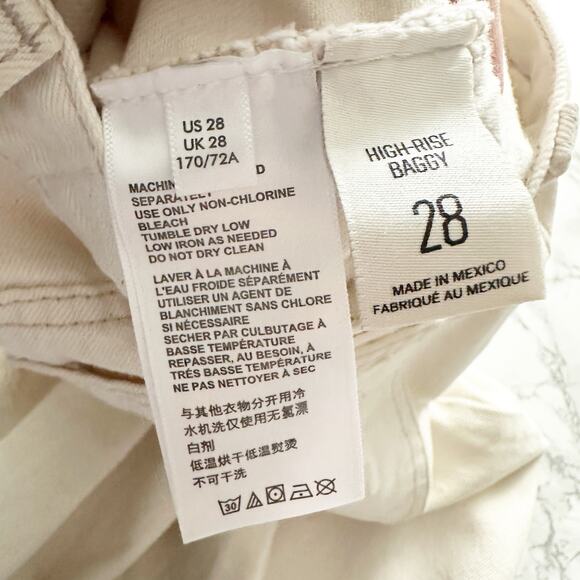 US 28
UK 28
170/72A
MACHIN D
SEPARATELY
USE ONLY NON-CHLORINE
BLEACH
TUMBLE DRY LOW
LOW IRON AS NEEDED
DO NOT DRY CLEAN
LAVER À LA MACHINE À
L'EAU FROIDE SÉPARÉMENT
UTILISER UN AGENT DE
BLANCHIMENT SANS CHLORE
SI NÉCESSAIRE
SECHER PAR CULBUTAGE À
BASSE TEMPÉRATURE
REPASSER, AU BESOIN, À
TRÈS BASSE TEMPÉRATURE
NE PAS NETTOYER À SEC
与其他衣物分开用冷
水机洗仅使用无氯漂
白剂
低温烘干低温熨烫
不可干洗
30
HIGH-RISE
BAGGY
28
MADE IN MEXICO
FABRIQUÉ AU MEXIQUE